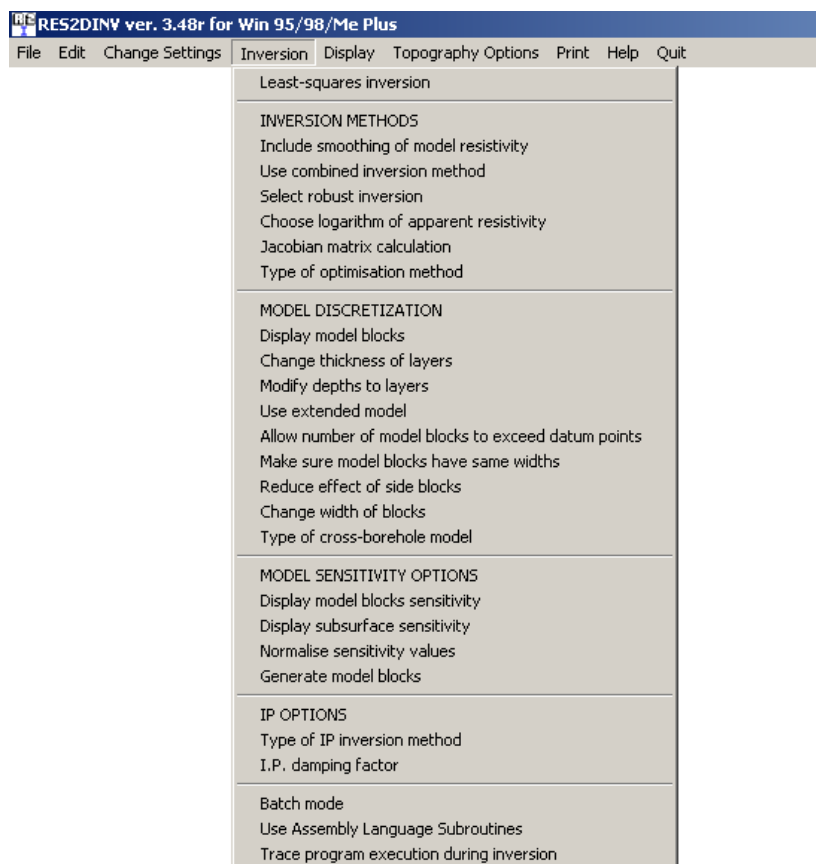 RES2DINV ver. 3.48r for Win 95/98/Me Plus
File Edit Change Settings Inversion Display Topography Options Print Help Quit
Least-squares inversion
INVERSION METHODS
Include smoothing of model resistivity
Use combined inversion method
Select robust inversion
Choose logarithm of apparent resistivity
Jacobian matrix calculation
Type of optimisation method
MODEL DISCRETIZATION
Display model blocks
Change thickness of layers
Modify depths to layers
Use extended model
Allow number of model blocks to exceed datum points
Make sure model blocks have same widths
Reduce effect of side blocks
Change width of blocks
Type of cross-borehole model
MODEL SENSITIVITY OPTIONS
Display model blocks sensitivity
Display subsurface sensitivity
Normalise sensitivity values
Generate model blocks
IP OPTIONS
Type of IP inversion method
I.P. damping factor
Batch mode
Use Assembly Language Subroutines
Trace program execution during inversion